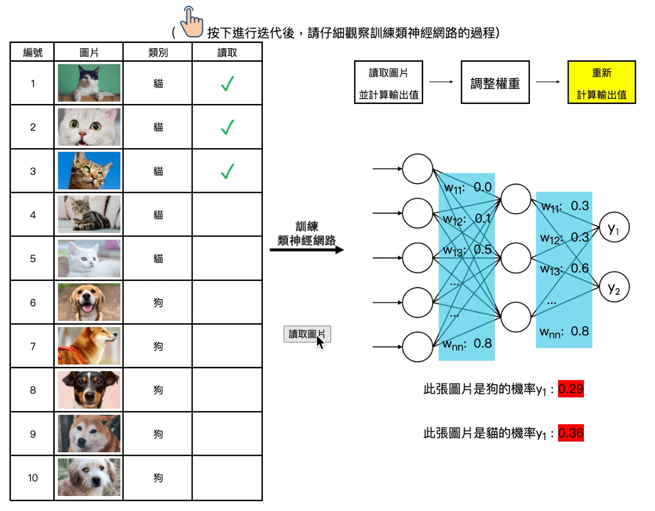 ( 按下進行迭代後，請仔細觀察訓練類神經網路的過程)
編號 圖片 類別 讀取
1 貓 ✓
2 貓 ✓
3 貓 ✓
4 貓
5 貓
6 狗
7 狗
8 狗
9 狗
10 狗
訓練
類神經網路
讀取圖片
讀取圖片
並計算輸出值
調整權重
重新
計算輸出值
w11: 0.0
w12: 0.1
w13: 0.5
...
...
wnn: 0.8
w11: 0.3
w12: 0.3
w13: 0.6
...
wnn: 0.8
y1
y2
此張圖片是狗的機率y1 : 0.29
此張圖片是貓的機率y1 : 0.36